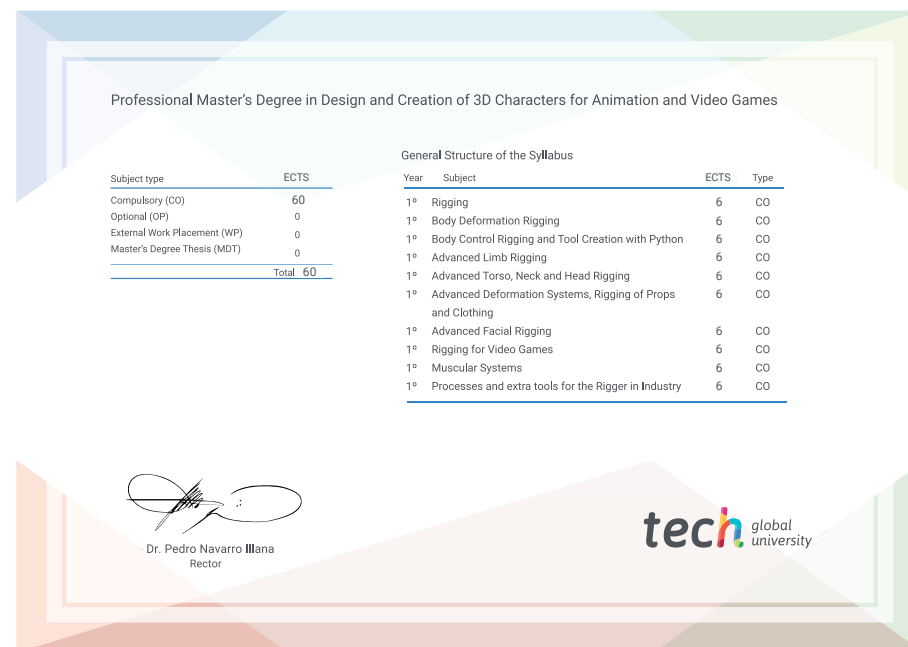 Professional Master's Degree in Design and Creation of 3D Characters for Animation and Video Games
Subject type ECTS
Compulsory (CO) 60
Optional (OP) 0
External Work Placement (WP) 0
Master's Degree Thesis (MDT) 0
Total 60
General Structure of the Syllabus
Year Subject ECTS Type
1º Rigging 6 CO
1º Body Deformation Rigging 6 CO
1º Body Control Rigging and Tool Creation with Python 6 CO
1º Advanced Limb Rigging 6 CO
1º Advanced Torso, Neck and Head Rigging 6 CO
1º Advanced Deformation Systems, Rigging of Props 6 CO
and Clothing
1º Advanced Facial Rigging 6 CO
1º Rigging for Video Games 6 CO
1º Muscular Systems 6 CO
1º Processes and extra tools for the Rigger in Industry 6 CO
Dr. Pedro Navarro Illana
Rector
tech global
university